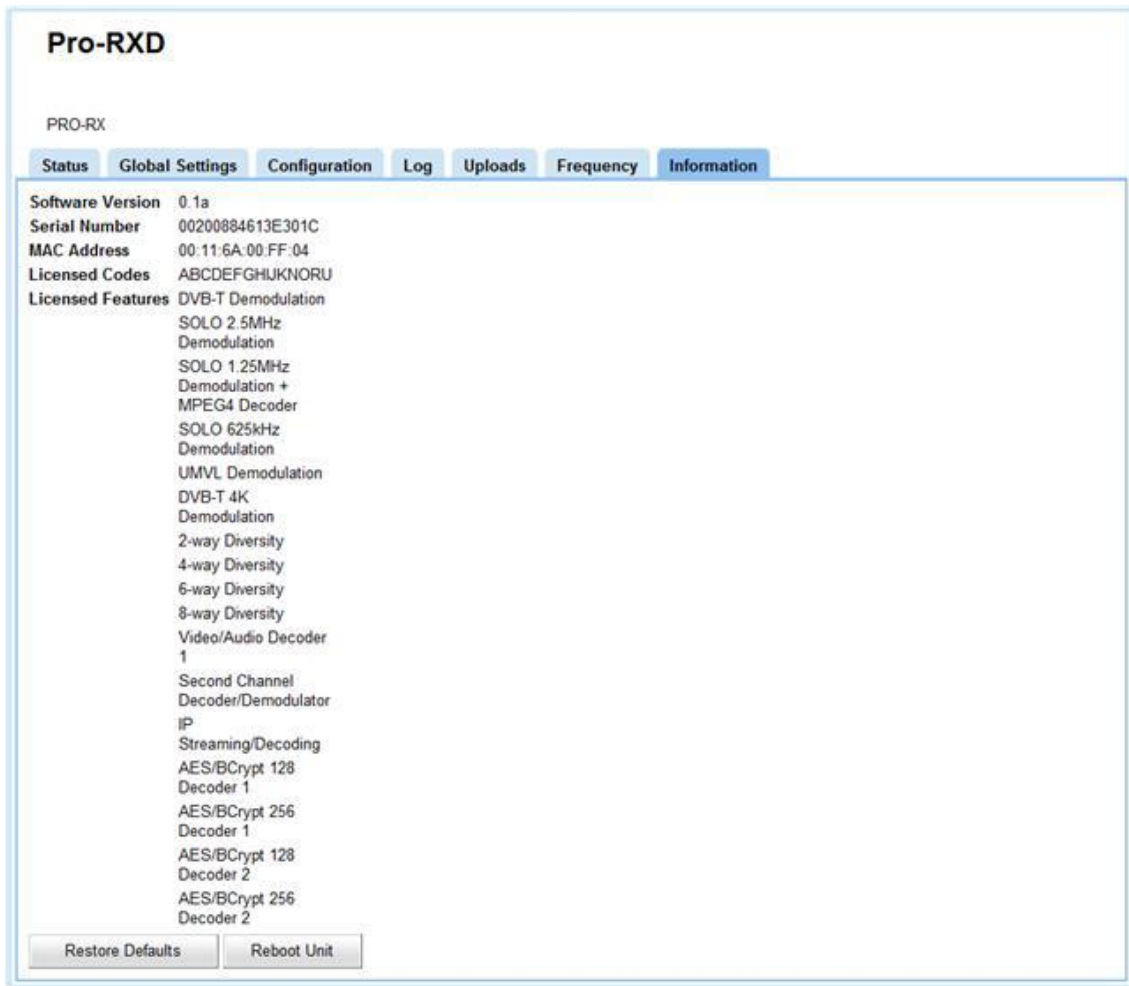 Pro-RXD
PRO-RX
Status Global Settings Configuration Log Uploads Frequency Information
Software Version 0.1a
Serial Number 00200884613E301C
MAC Address 00:11:6A:00:FF:04
Licensed Codes ABCDEFGHIJKNORU
Licensed Features DVB-T Demodulation
SOLO 2.5MHz
Demodulation
SOLO 1.25MHz
Demodulation +
MPEG4 Decoder
SOLO 625kHz
Demodulation
UMVL Demodulation
DVB-T 4K
Demodulation
2-way Diversity
4-way Diversity
6-way Diversity
8-way Diversity
Video/Audio Decoder
1
Second Channel
Decoder/Demodulator
IP
Streaming/Decoding
AES/BCrypt 128
Decoder 1
AES/BCrypt 256
Decoder 1
AES/BCrypt 128
Decoder 2
AES/BCrypt 256
Decoder 2
Restore Defaults Reboot Unit